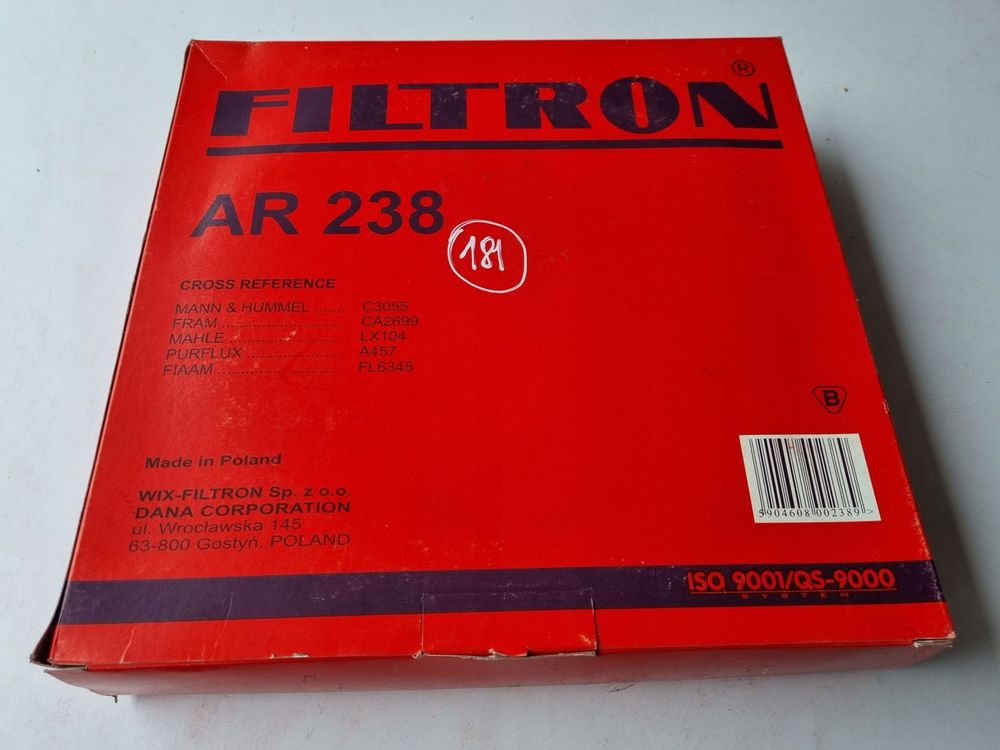 FILTRON®
AR 238
181
CROSS REFERENCE
MANN & HUMMEL ...... C3055
FRAM ........................ CA2699
MAHLE ...................... LX104
PURFLUX ................... A457
FIAAM ........................ FL6345
B
Made in Poland
WIX-FILTRON Sp. z o.o.
DANA CORPORATION
ul. Wrocławska 145
63-800 Gostyń, POLAND
5904608002389>
ISO 9001/QS-9000
SYSTEM